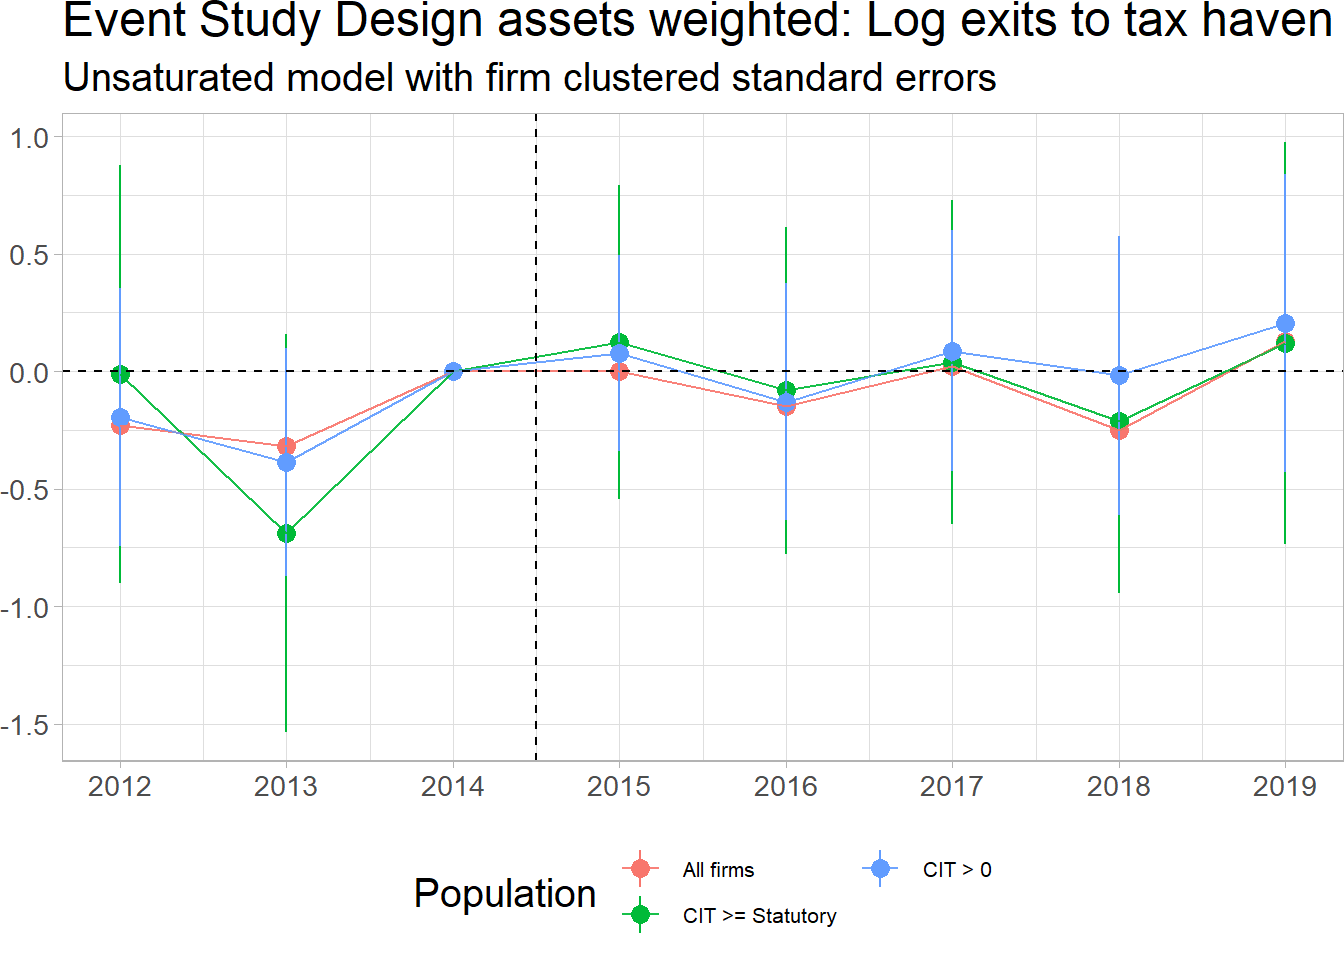 Event Study Design assets weighted: Log exits to tax haven
Unsaturated model with firm clustered standard errors
1.0
0.5
0.0
-0.5
-1.0
-1.5
2012 2013 2014 2015 2016 2017 2018 2019
Population
All firms
CIT >= Statutory
CIT > 0